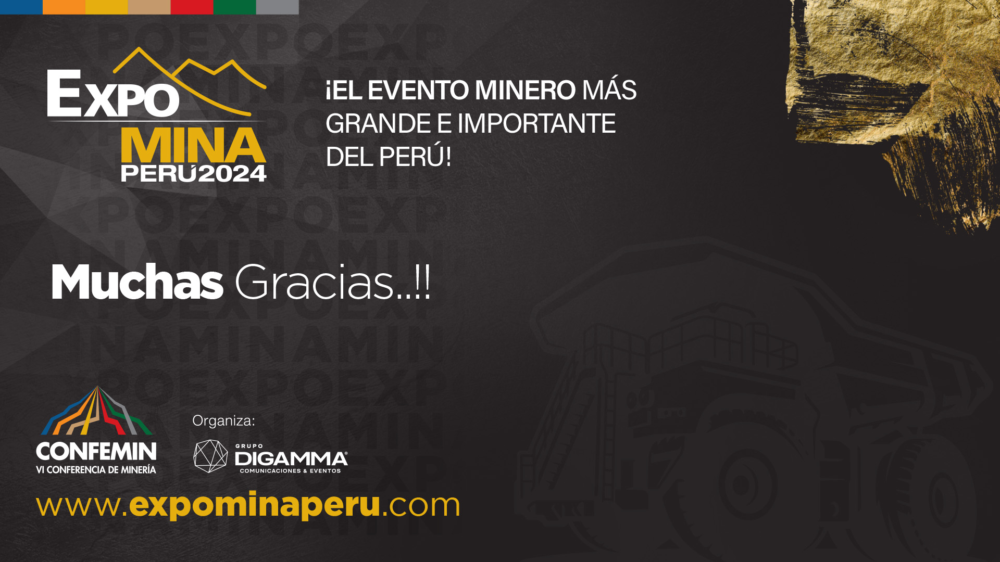 EXPO
MINA
PERÚ2024
¡EL EVENTO MINERO MÁS
GRANDE E IMPORTANTE
DEL PERÚ!
Muchas Gracias..!!
CONFEMIN
VI CONFERENCIA DE MINERÍA
Organiza:
GRUPO
DIGAMMA®
COMUNICACIONES & EVENTOS
www.expominaperu.com